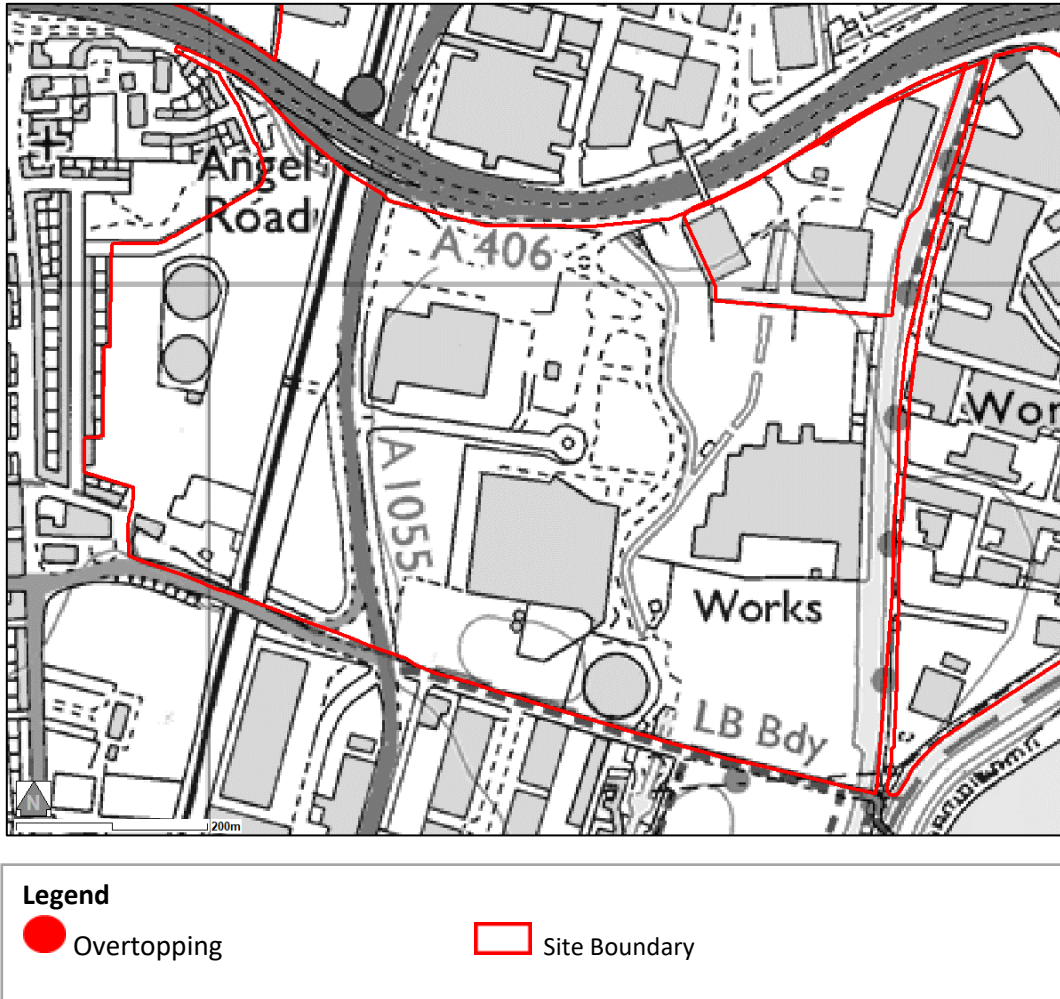 Angel
Road
A 406
A 1055
Wor
Works
LB Bdy
N
200m
Legend
Overtopping
Site Boundary